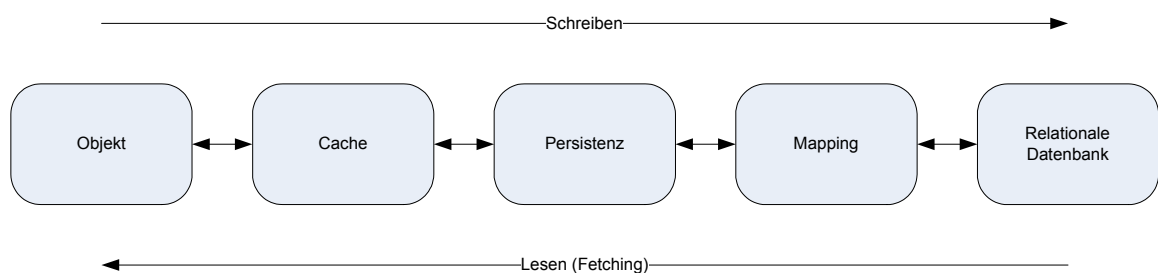 Schreiben
Objekt
Cache
Persistenz
Mapping
Relationale
Datenbank
Lesen (Fetching)